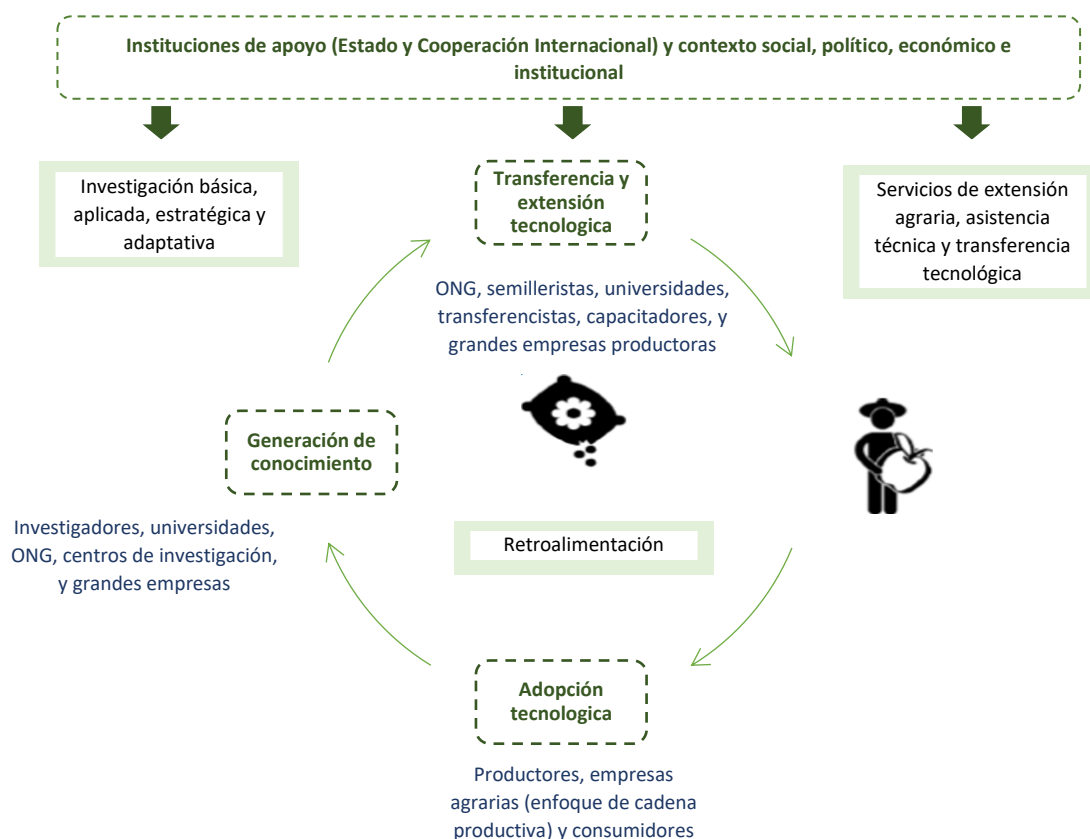 Instituciones de apoyo (Estado y Cooperación Internacional) y contexto social, político, económico e
institucional
Investigación básica,
aplicada, estratégica y
adaptativa
Transferencia y
extensión
tecnologica
Servicios de extensión
agraria, asistencia
técnica y transferencia
tecnológica
ONG, semilleristas, universidades,
transferencistas, capacitadores, y
grandes empresas productoras
Generación de
conocimiento
Investigadores, universidades,
ONG, centros de investigación,
y grandes empresas
Retroalimentación
Adopción
tecnologica
Productores, empresas
agrarias (enfoque de cadena
productiva) y consumidores